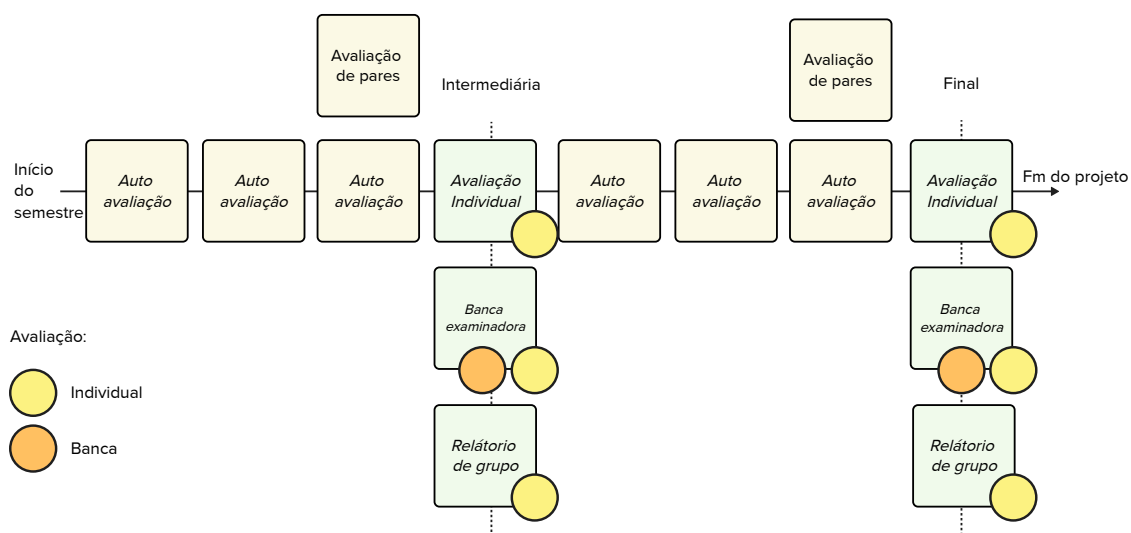 Avaliação
de pares
Intermediária
Avaliação
de pares
Final
Início
do
semestre
Auto
avaliação
Auto
avaliação
Auto
avaliação
Avaliação
Individual
Auto
avaliação
Auto
avaliação
Auto
avaliação
Avaliação
Individual
Fm do projeto
Banca
examinadora
Banca
examinadora
Avaliação:
Individual
Banca
Relátorio
de grupo
Relátorio
de grupo